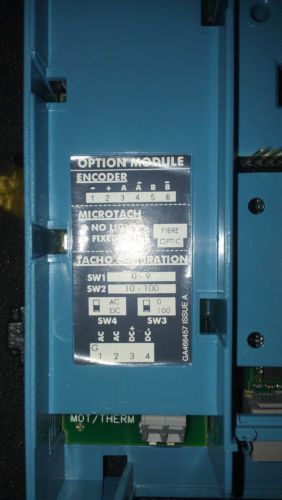 OPTION MODULE
ENCODER
- + A A̅ B B̅
1 2 3 4 5 6
MICROTACH
NO LIGHT
FIXED
FIBRE
OPTIC
TACHO CALIBRATION
SW1 0 - 9
SW2 10 - 100
AC
DC
0
100
SW4 SW3
AC AC DC+ DC-
G 1 2 3 4
GA466457 ISSUE A
MOT/THERM